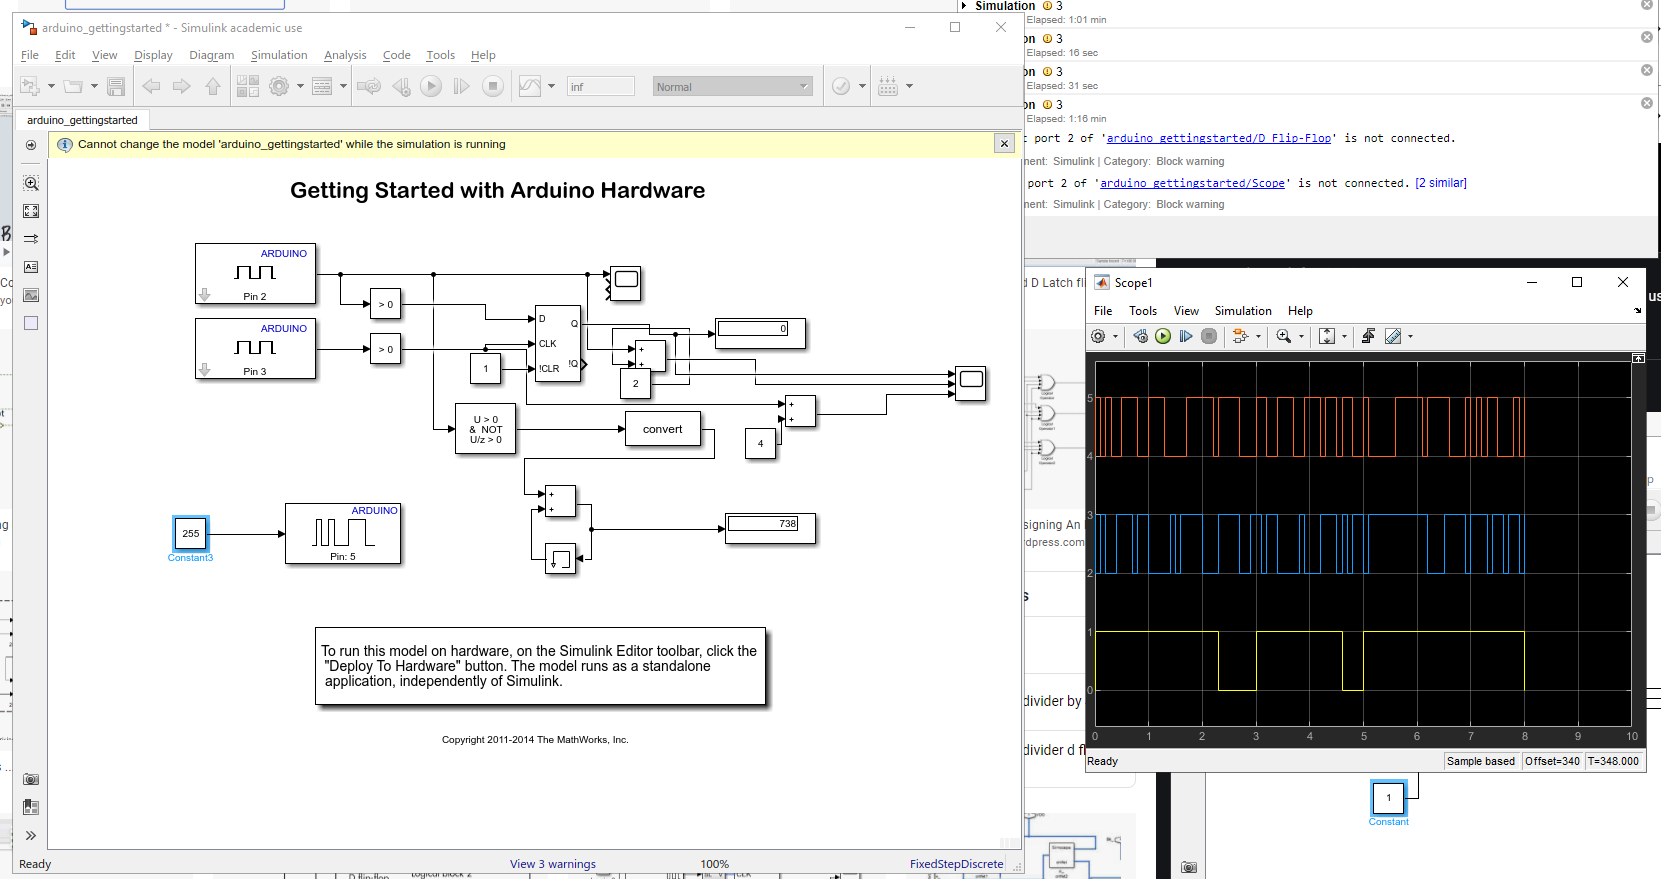 arduino_gettingstarted * - Simulink academic use
File Edit View Display Diagram Simulation Analysis Code Tools Help
inf
Normal
arduino_gettingstarted
Cannot change the model 'arduino_gettingstarted' while the simulation is running
Getting Started with Arduino Hardware
ARDUINO
Pin 2
> 0
ARDUINO
Pin 3
> 0
1
D
CLK
!CLR
Q
!Q
+
+
2
0
U > 0
& NOT
U/z > 0
convert
+
+
4
+
+
738
255
Constant3
ARDUINO
Pin: 5
To run this model on hardware, on the Simulink Editor toolbar, click the
"Deploy To Hardware" button. The model runs as a standalone
application, independently of Simulink.
Copyright 2011-2014 The MathWorks, Inc.
Ready
View 3 warnings
100%
FixedStepDiscrete
Simulation 3
Elapsed: 1:01 min
on 3
Elapsed: 16 sec
on 3
Elapsed: 31 sec
on 3
Elapsed: 1:16 min
port 2 of 'arduino_gettingstarted/D Flip-Flop' is not connected.
nent: Simulink | Category: Block warning
port 2 of 'arduino_gettingstarted/Scope' is not connected. [2 similar]
nent: Simulink | Category: Block warning
d D Latch fli
Scope1
File Tools View Simulation Help
5
4
3
2
1
0
0 1 2 3 4 5 6 7 8 9 10
Ready
Sample based
Offset=340
T=348.000
signing An
rdpress.com
s
divider by
divider d fl
us
1
Constant